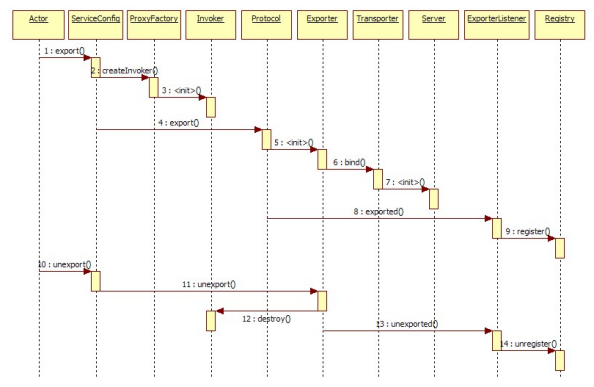 Actor ServiceConfig ProxyFactory Invoker Protocol Exporter Transporter Server ExporterListener Registry
1 : export()
2 : createInvoker()
3 : <init>()
4 : export()
5 : <init>()
6 : bind()
7 : <init>()
8 : exported()
9 : register()
10 : unexport()
11 : unexport()
12 : destroy()
13 : unexported()
14 : unregister()